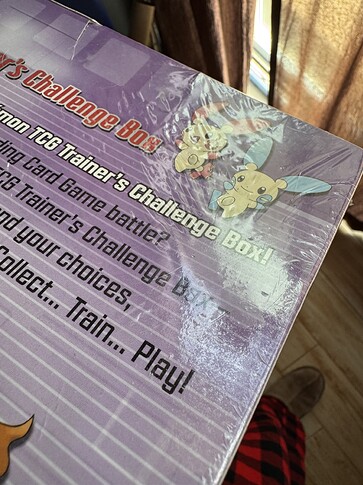 r's Challenge Box
mon TCG Trainer's Challenge Box!
ding Card Game battle?
TCG Trainer's Challenge Box –
nd your choices,
Collect... Train... Play!